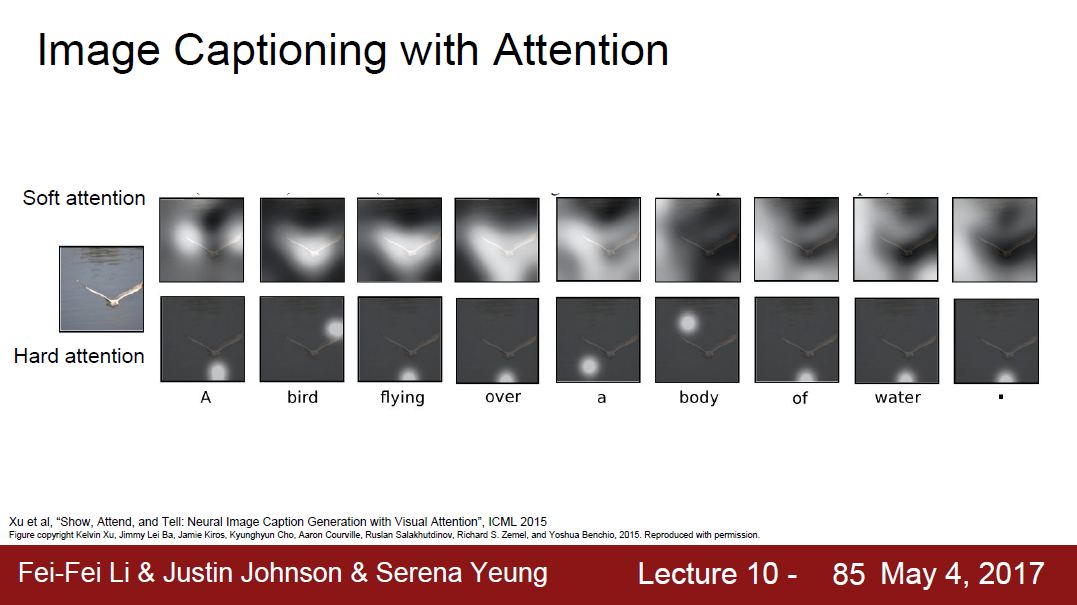 Image Captioning with Attention
Soft attention
Hard attention
A bird flying over a body of water .
Xu et al, “Show, Attend, and Tell: Neural Image Caption Generation with Visual Attention”, ICML 2015
Figure copyright Kelvin Xu, Jimmy Lei Ba, Jamie Kiros, Kyunghyun Cho, Aaron Courville, Ruslan Salakhutdinov, Richard S. Zemel, and Yoshua Benchio, 2015. Reproduced with permission.
Fei-Fei Li & Justin Johnson & Serena Yeung Lecture 10 - 85 May 4, 2017